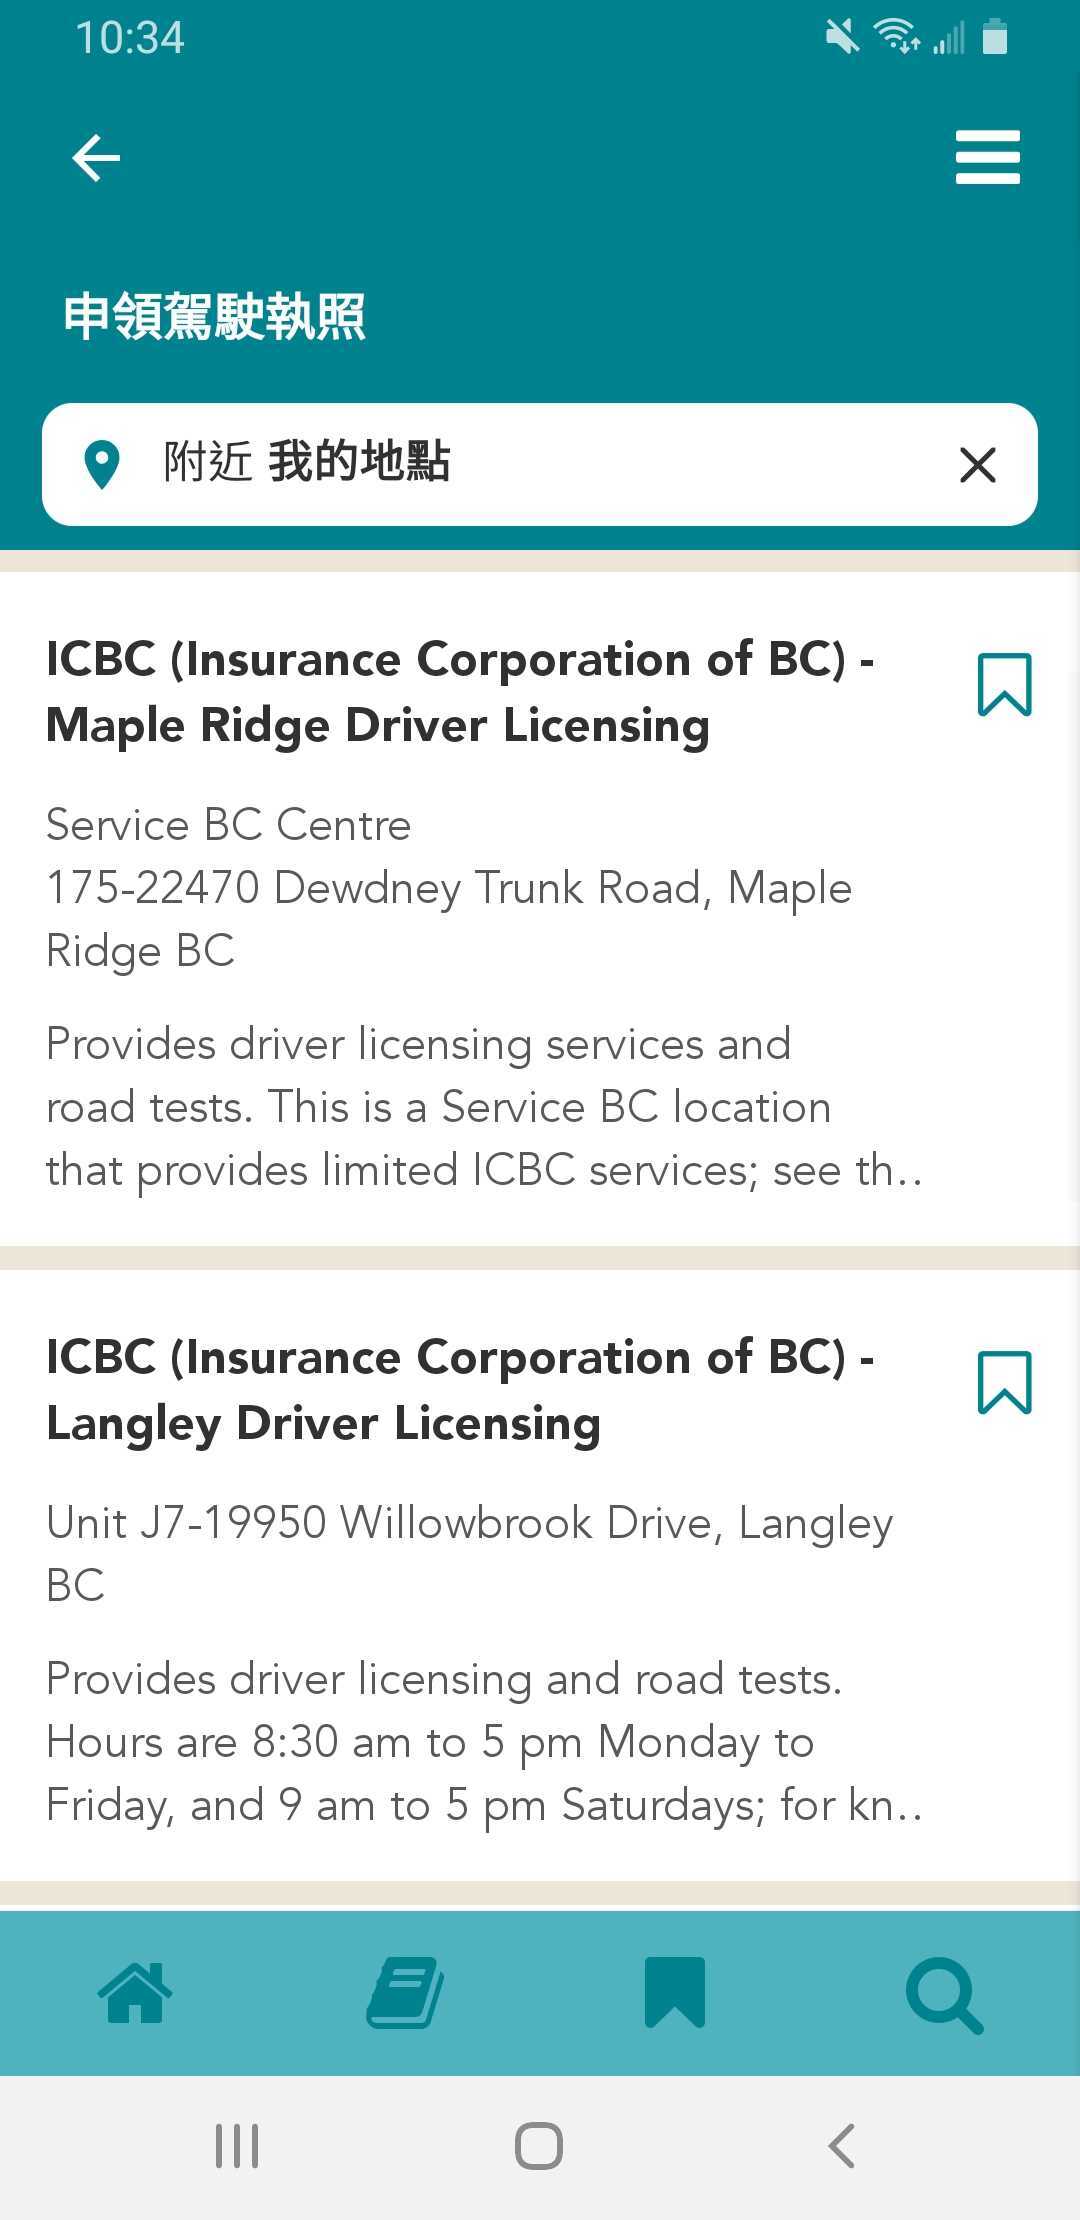 10:34
申領駕駛執照
附近 我的地點
ICBC (Insurance Corporation of BC) -
Maple Ridge Driver Licensing
Service BC Centre
175-22470 Dewdney Trunk Road, Maple
Ridge BC
Provides driver licensing services and
road tests. This is a Service BC location
that provides limited ICBC services; see th..
ICBC (Insurance Corporation of BC) -
Langley Driver Licensing
Unit J7-19950 Willowbrook Drive, Langley
BC
Provides driver licensing and road tests.
Hours are 8:30 am to 5 pm Monday to
Friday, and 9 am to 5 pm Saturdays; for kn..